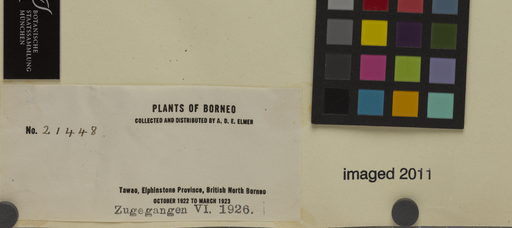 BOTANISCHE
STAATSSAMMLUNG
MÜNCHEN
PLANTS OF BORNEO
COLLECTED AND DISTRIBUTED BY A. D. E. ELMER
No. 21448
Tawao, Elphinstone Province, British North Borneo
OCTOBER 1922 TO MARCH 1923
Zugegangen VI. 1926.
imaged 2011